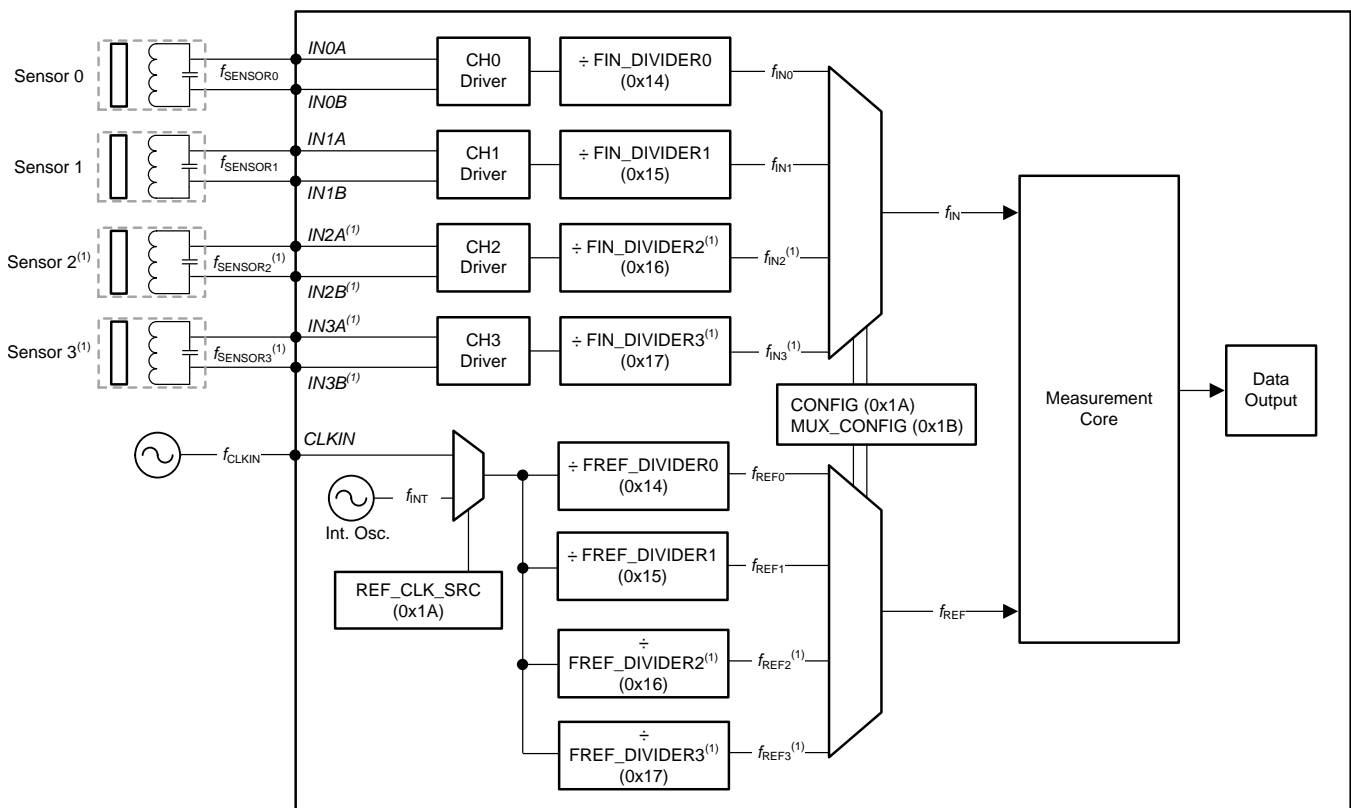 Sensor 0
fSENSOR0
IN0A
IN0B
CH0
Driver
÷ FIN_DIVIDER0
(0x14)
fIN0
Sensor 1
fSENSOR1
IN1A
IN1B
CH1
Driver
÷ FIN_DIVIDER1
(0x15)
fIN1
Sensor 2(1)
fSENSOR2(1)
IN2A(1)
IN2B(1)
CH2
Driver
÷ FIN_DIVIDER2(1)
(0x16)
fIN2(1)
Sensor 3(1)
fSENSOR3(1)
IN3A(1)
IN3B(1)
CH3
Driver
÷ FIN_DIVIDER3(1)
(0x17)
fIN3(1)
fIN
CONFIG (0x1A)
MUX_CONFIG (0x1B)
Measurement
Core
Data
Output
fCLKIN
CLKIN
fINT
Int. Osc.
REF_CLK_SRC
(0x1A)
÷ FREF_DIVIDER0
(0x14)
fREF0
÷ FREF_DIVIDER1
(0x15)
fREF1
÷
FREF_DIVIDER2(1)
(0x16)
fREF2(1)
÷
FREF_DIVIDER3(1)
(0x17)
fREF3(1)
fREF